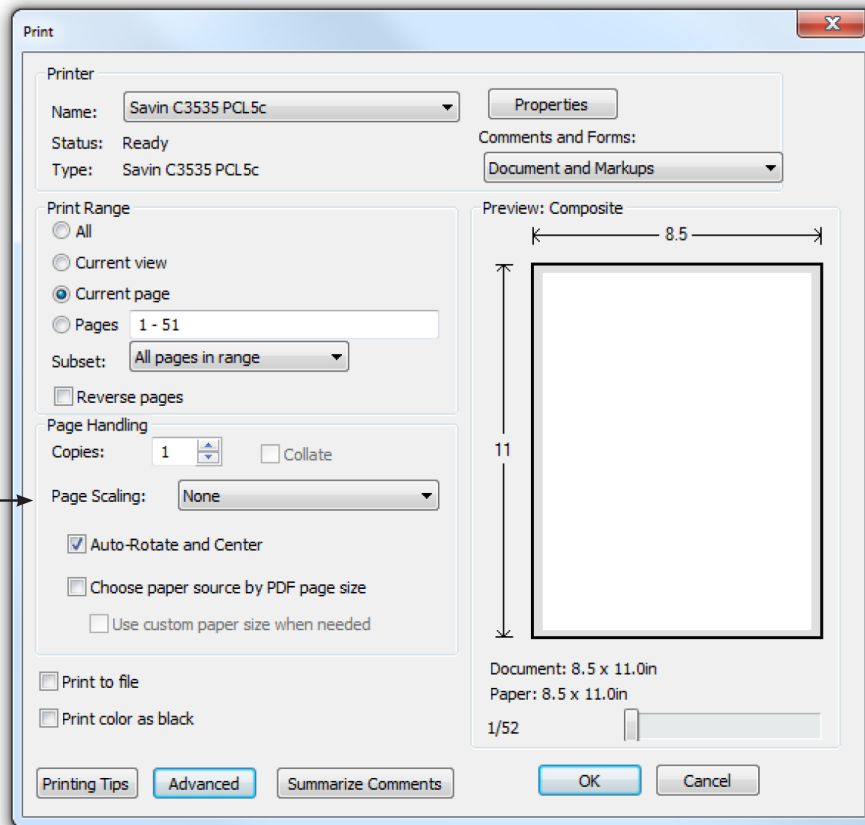 Print
Printer
Name: Savin C3535 PCL5c
Properties
Status: Ready
Comments and Forms:
Type: Savin C3535 PCL5c
Document and Markups
Print Range
All
Current view
Current page
Pages 1 - 51
Subset: All pages in range
Reverse pages
Page Handling
Copies: 1 Collate
Page Scaling: None
Auto-Rotate and Center
Choose paper source by PDF page size
Use custom paper size when needed
Print to file
Print color as black
Preview: Composite
8.5
11
Document: 8.5 x 11.0in
Paper: 8.5 x 11.0in
1/52
Printing Tips Advanced Summarize Comments OK Cancel